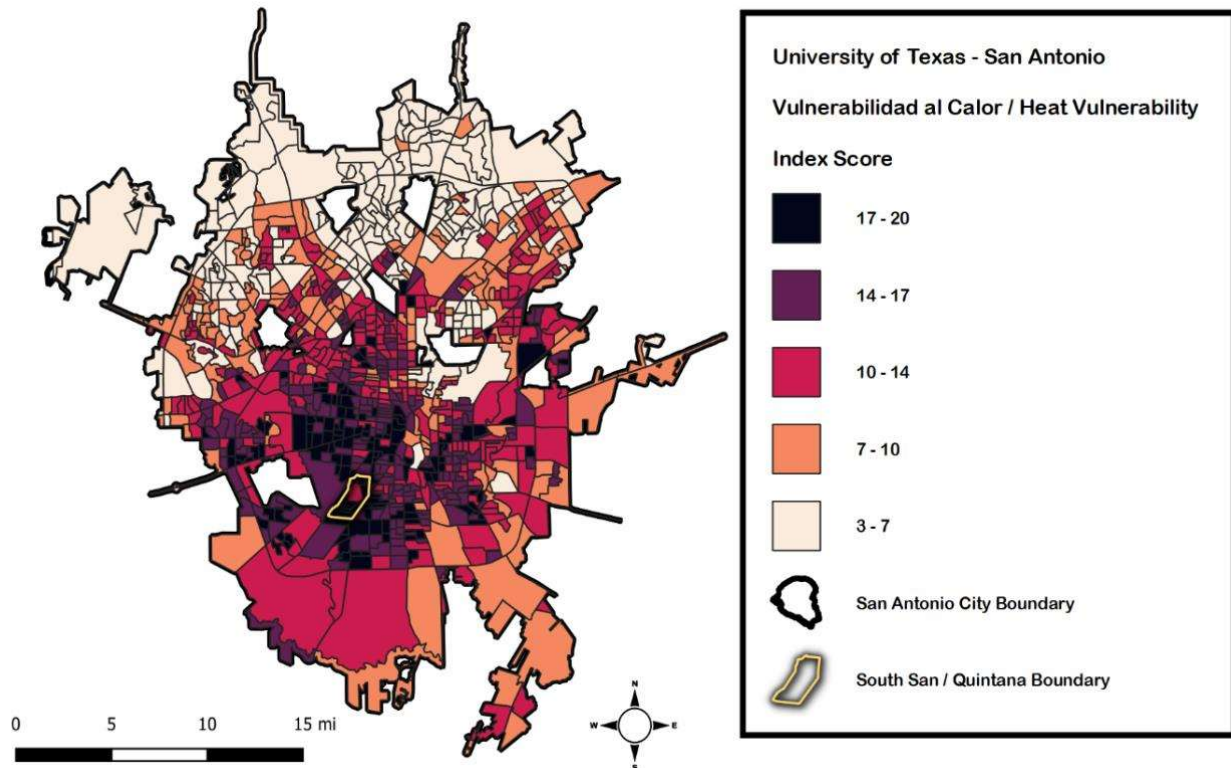 University of Texas - San Antonio
Vulnerabilidad al Calor / Heat Vulnerability
Index Score
17 - 20
14 - 17
10 - 14
7 - 10
3 - 7
San Antonio City Boundary
South San / Quintana Boundary
0 5 10 15 mi
N
W E
S